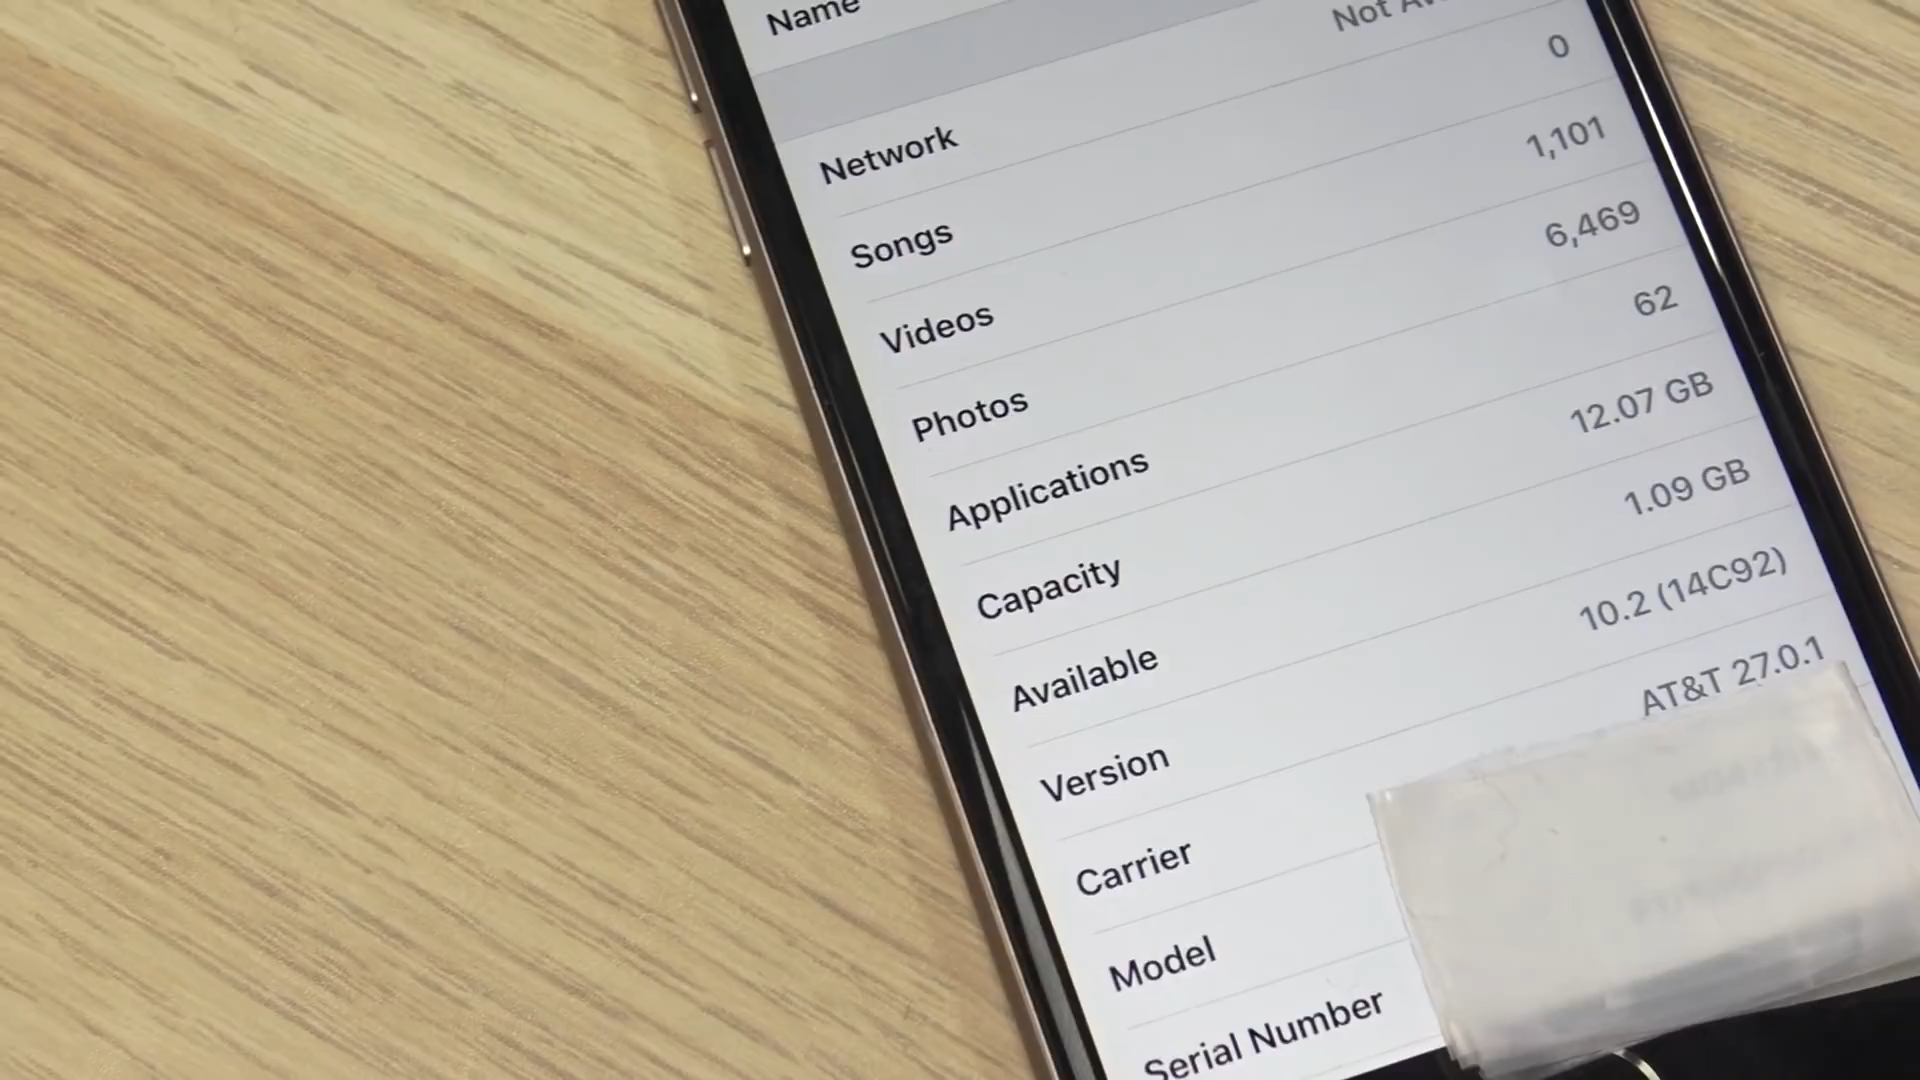 Name
Network Not
Songs 0
Videos 1,101
Photos 6,469
Applications 62
Capacity 12.07 GB
Available 1.09 GB
Version 10.2 (14C92)
Carrier AT&T 27.0.1
Model
Serial Number